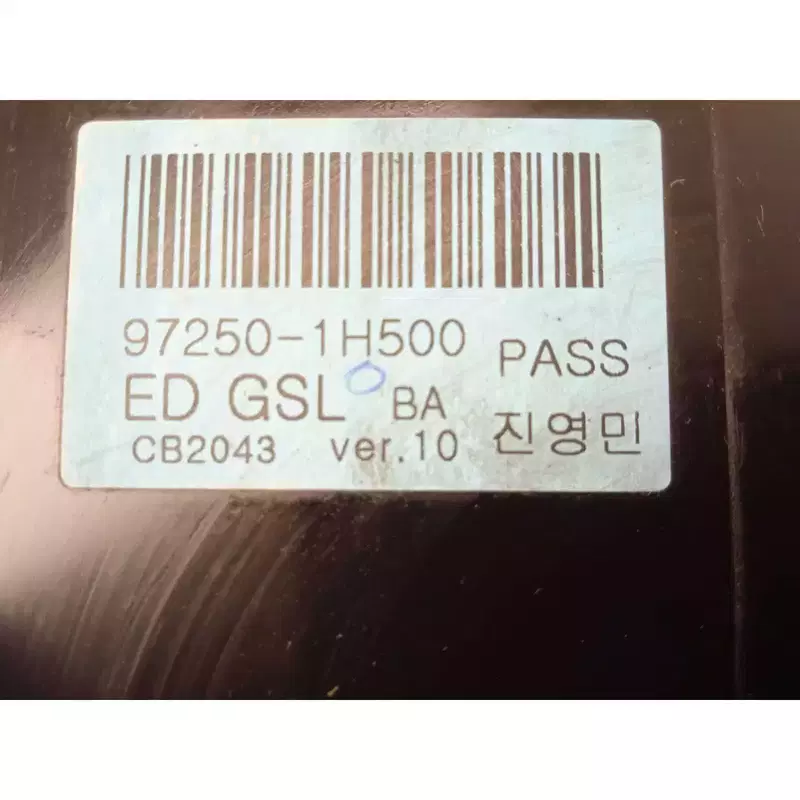 97250-1H500 PASS
ED GSL BA
CB2043 ver.10 진영민